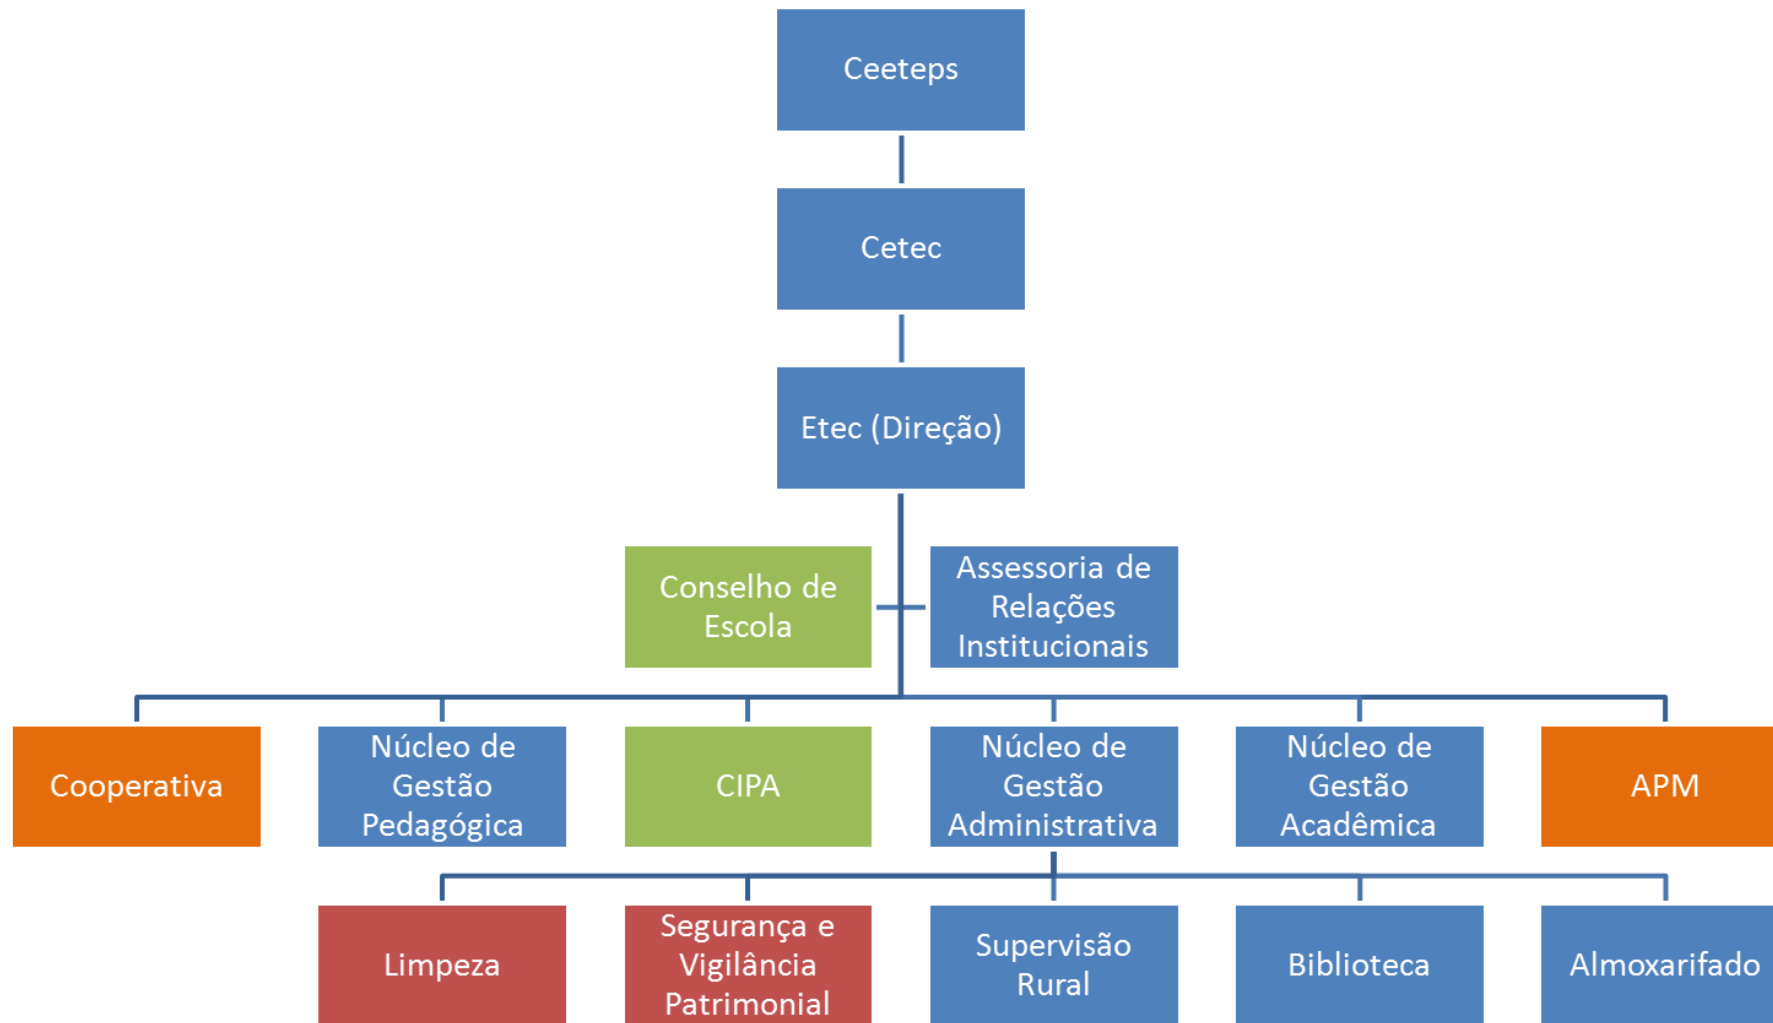 Ceeteps
Cetec
Etec (Direção)
Conselho de
Escola
Assessoria de
Relações
Institucionais
Cooperativa
Núcleo de
Gestão
Pedagógica
CIPA
Núcleo de
Gestão
Administrativa
Núcleo de
Gestão
Acadêmica
APM
Limpeza
Segurança e
Vigilância
Patrimonial
Supervisão
Rural
Biblioteca
Almoxarifado